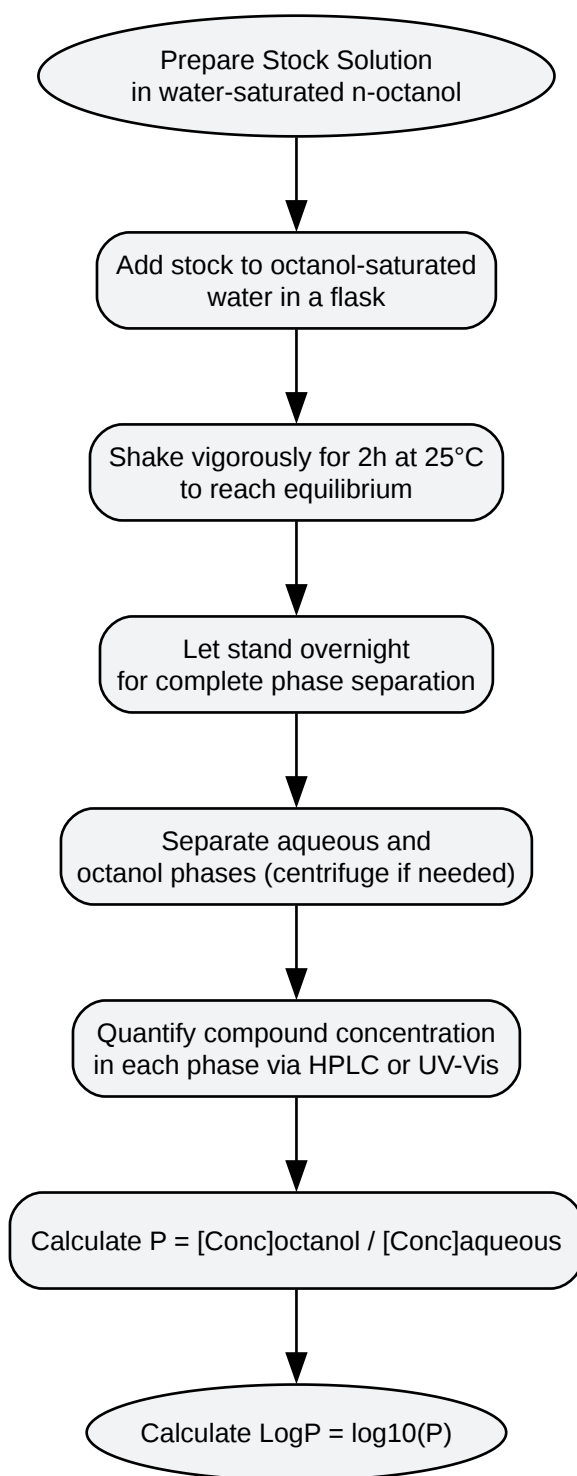 Prepare Stock Solution
in water-saturated n-octanol
Add stock to octanol-saturated
water in a flask
Shake vigorously for 2h at 25°C
to reach equilibrium
Let stand overnight
for complete phase separation
Separate aqueous and
octanol phases (centrifuge if needed)
Quantify compound concentration
in each phase via HPLC or UV-Vis
Calculate P = [Conc]octanol / [Conc]aqueous
Calculate LogP = log10(P)